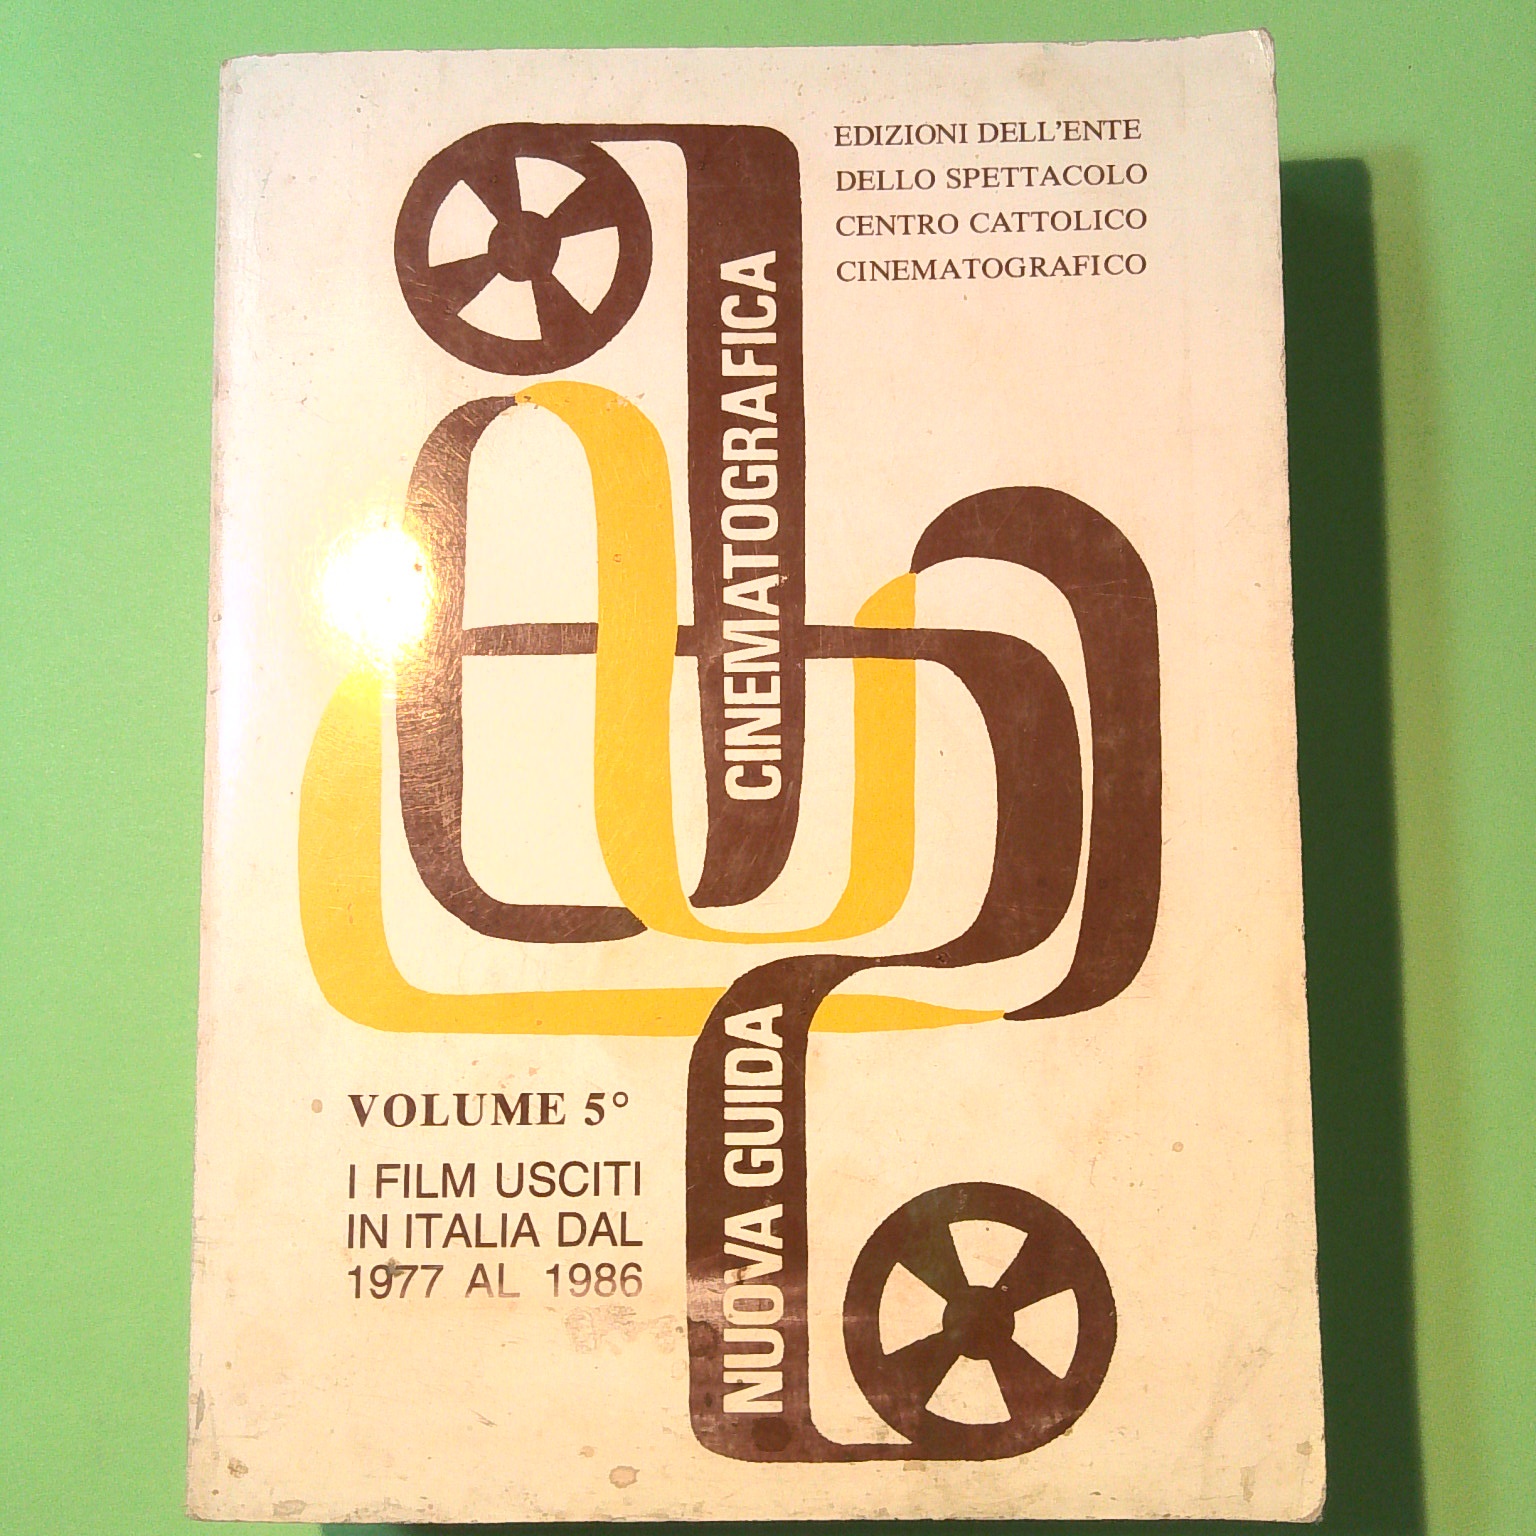 EDIZIONI DELL'ENTE
DELLO SPETTACOLO
CENTRO CATTOLICO
CINEMATOGRAFICO
NUOVA GUIDA
CINEMATOGRAFICA
VOLUME 5°
I FILM USCITI
IN ITALIA DAL
1977 AL 1986